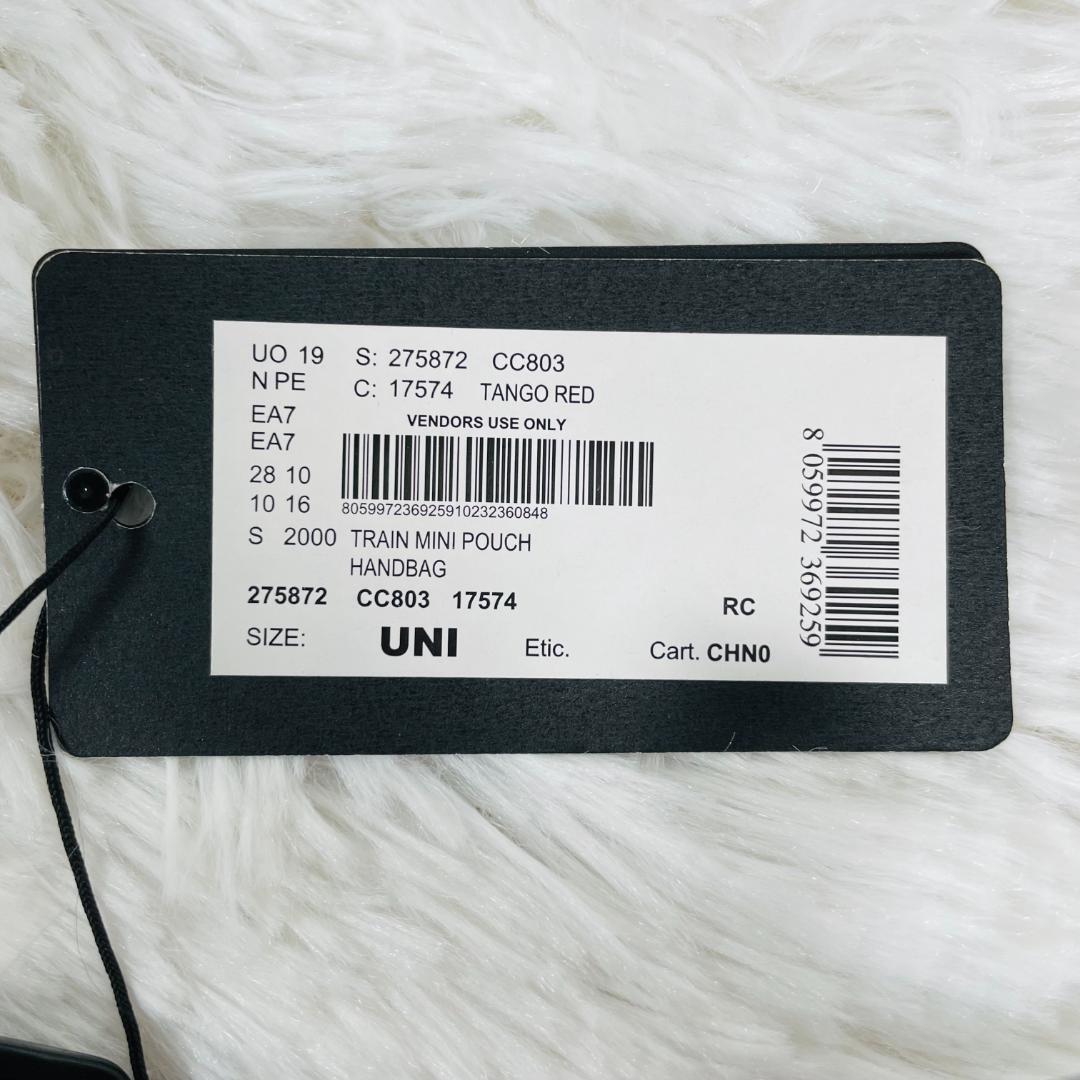 UO 19 S: 275872 CC803
N PE C: 17574 TANGO RED
EA7 VENDORS USE ONLY
EA7
28 10
10 16 805997236925910232360848
S 2000 TRAIN MINI POUCH
HANDBAG
275872 CC803 17574 RC
SIZE: UNI Etic. Cart. CHN0
8 059972 369259